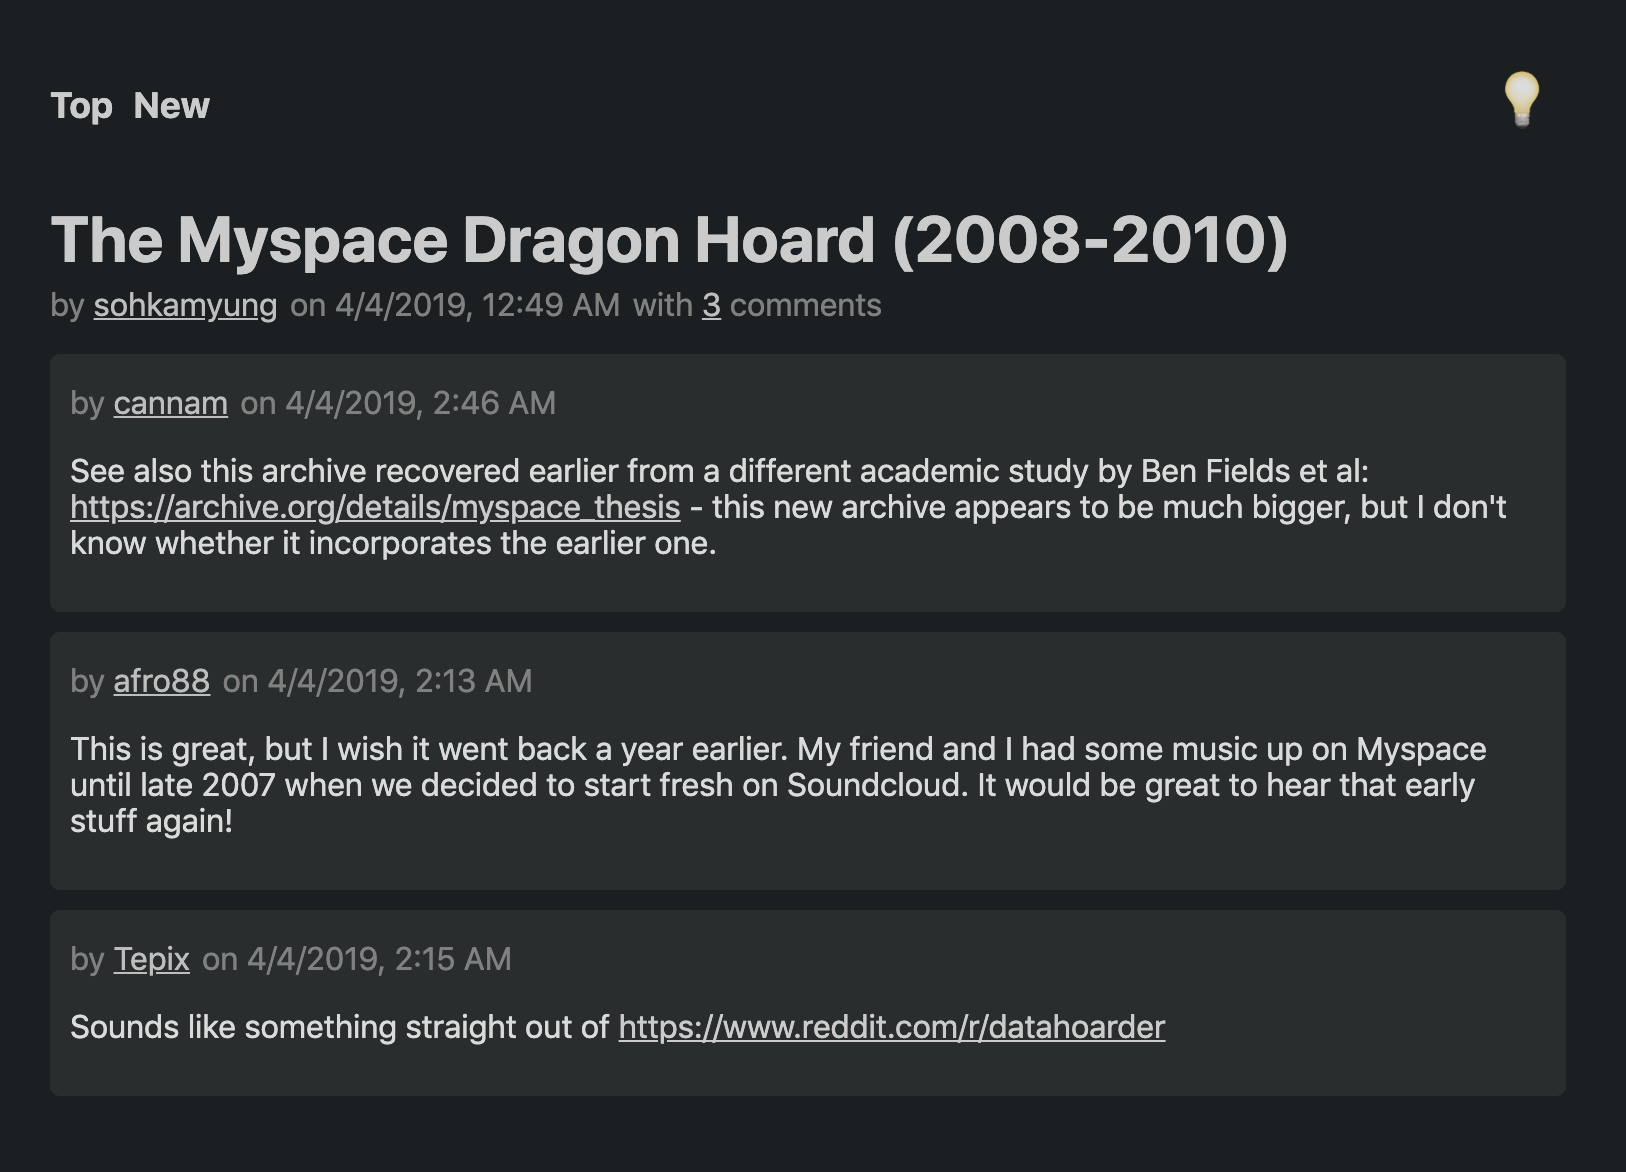 Top New
The Myspace Dragon Hoard (2008-2010)
by sohkamyung on 4/4/2019, 12:49 AM with 3 comments
by cannam on 4/4/2019, 2:46 AM
See also this archive recovered earlier from a different academic study by Ben Fields et al:
https://archive.org/details/myspace_thesis - this new archive appears to be much bigger, but I don't
know whether it incorporates the earlier one.
by afro88 on 4/4/2019, 2:13 AM
This is great, but I wish it went back a year earlier. My friend and I had some music up on Myspace
until late 2007 when we decided to start fresh on Soundcloud. It would be great to hear that early
stuff again!
by Tepix on 4/4/2019, 2:15 AM
Sounds like something straight out of https://www.reddit.com/r/datahoarder